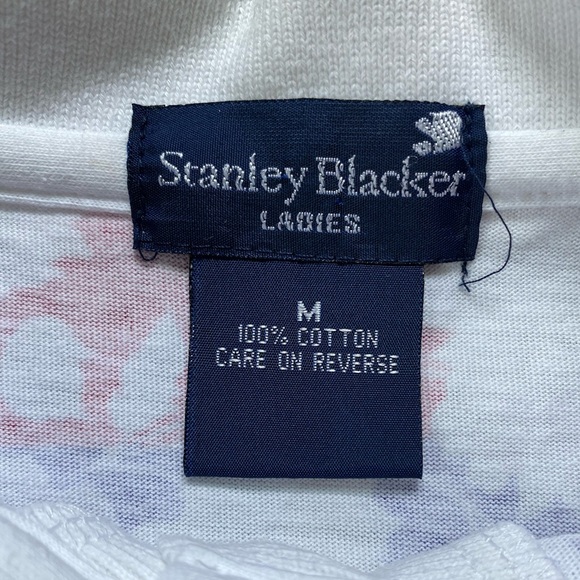 Stanley Blacker
LADIES
M
100% COTTON
CARE ON REVERSE